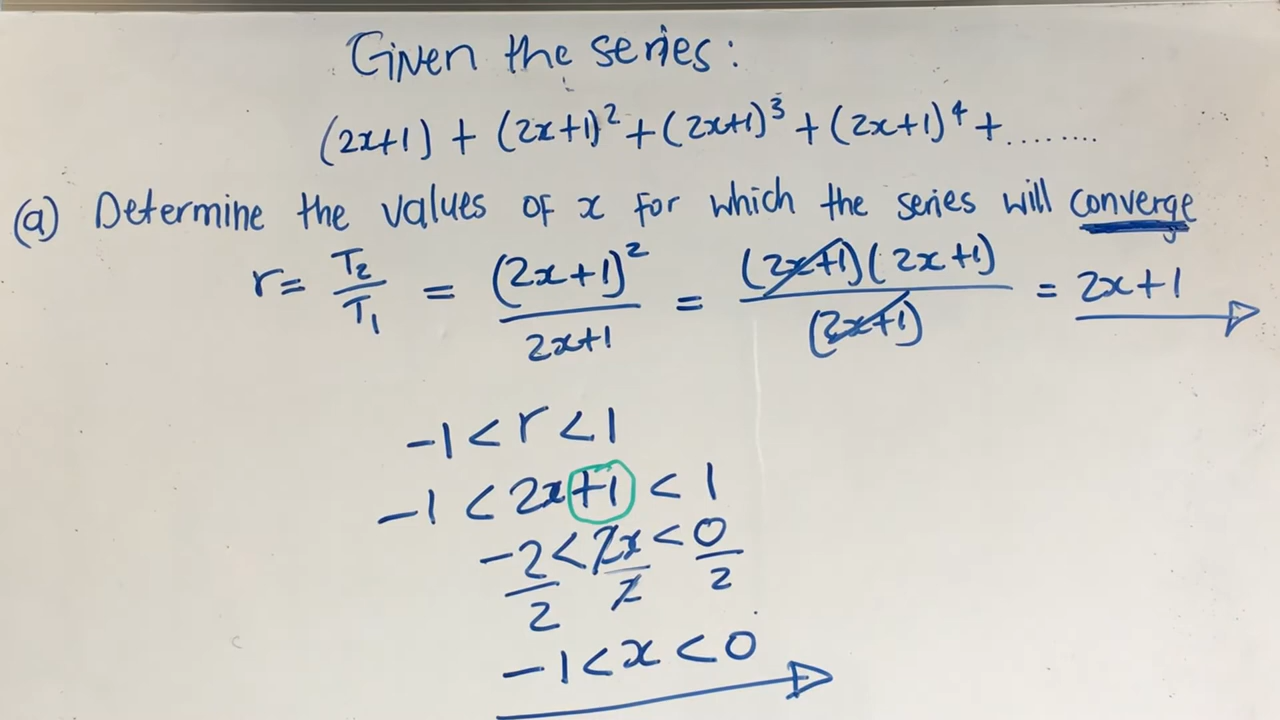 Given the series:
(2x+1) + (2x+1)² + (2x+1)³ + (2x+1)⁴ + ........
(a) Determine the values of x for which the series will converge
r = T₂/T₁ = (2x+1)²/2x+1 = (2x+1)(2x+1)/(2x+1) = 2x+1
-1 < r < 1
-1 < 2x+1 < 1
-2/2 < 2x/2 < 0/2
-1 < x < 0